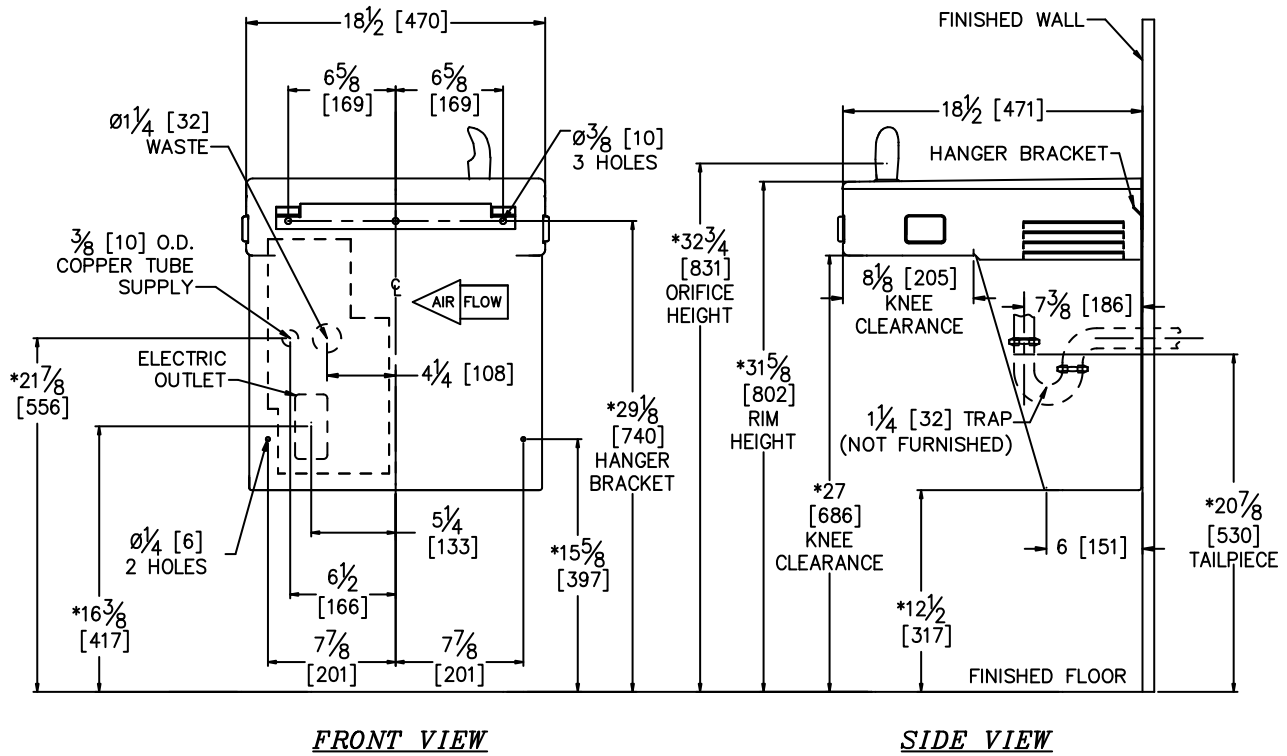 18½ [470]
6⅝
[169]
6⅝
[169]
Ø1¼ [32]
WASTE
Ø⅜ [10]
3 HOLES
⅜ [10] O.D.
COPPER TUBE
SUPPLY
℄
AIR FLOW
ELECTRIC
OUTLET
4¼ [108]
*21⅞
[556]
*29⅛
[740]
HANGER
BRACKET
Ø¼ [6]
2 HOLES
5¼
[133]
*15⅝
[397]
6½
[166]
*16⅜
[417]
7⅞
[201]
7⅞
[201]
FRONT VIEW
FINISHED WALL
18½ [471]
HANGER BRACKET
*32¾
[831]
ORIFICE
HEIGHT
8⅛ [205]
KNEE
CLEARANCE
7⅜ [186]
*31⅝
[802]
RIM
HEIGHT
1¼ [32] TRAP
(NOT FURNISHED)
*27
[686]
KNEE
CLEARANCE
*20⅞
[530]
TAILPIECE
6 [151]
*12½
[317]
FINISHED FLOOR
SIDE VIEW